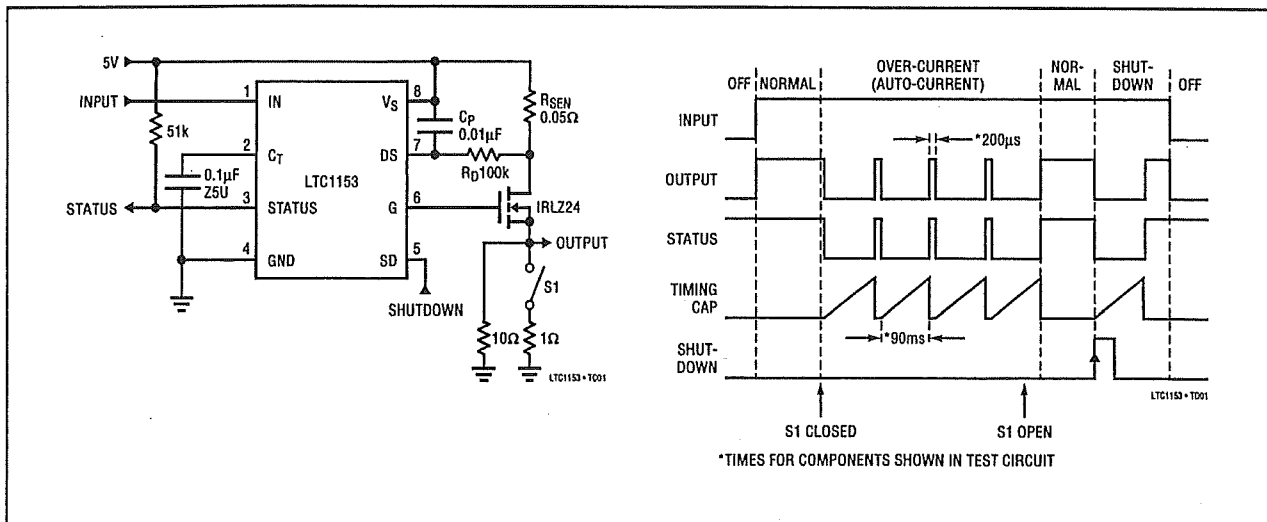 5V
INPUT
51k
0.1µF
Z5U
STATUS
1 IN
2 CT
3 STATUS
4 GND
LTC1153
VS 8
DS 7
G 6
SD 5
CP
0.01µF
RD100k
RSEN
0.05Ω
IRLZ24
OUTPUT
S1
SHUTDOWN
10Ω
1Ω
LTC1153 • TC01
OFF NORMAL
OVER-CURRENT
(AUTO-CURRENT)
NOR-
MAL
SHUT-
DOWN
OFF
INPUT
*200µs
OUTPUT
STATUS
TIMING
CAP
*90ms
SHUT-
DOWN
LTC1153 • TD01
S1 CLOSED
S1 OPEN
*TIMES FOR COMPONENTS SHOWN IN TEST CIRCUIT